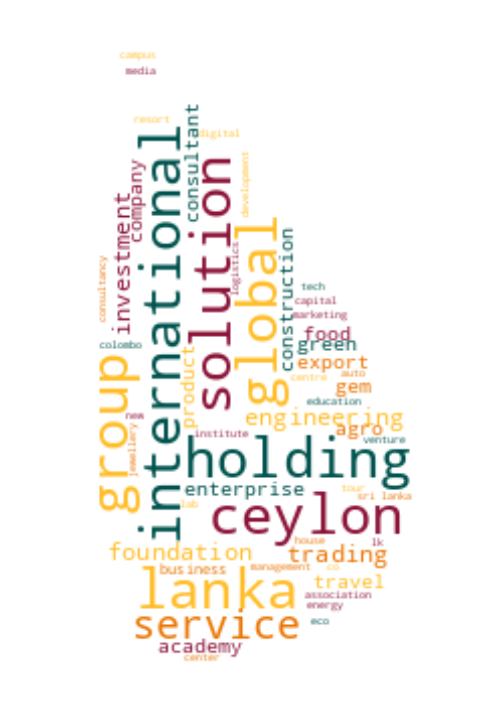 campus
media
resort
digital
consultant
international
solution
development
company
investment
global
logistics
construction
consultancy
tech
capital
marketing
food
green
colombo
export
product
group
auto
centre
gem
education
new
engineering
agro
institute
venture
jewellery
holding
enterprise
tour
sri lanka
lab
ceylon
house
lk
foundation
trading
business
management
co
travel
lanka
association
energy
service
eco
academy
center